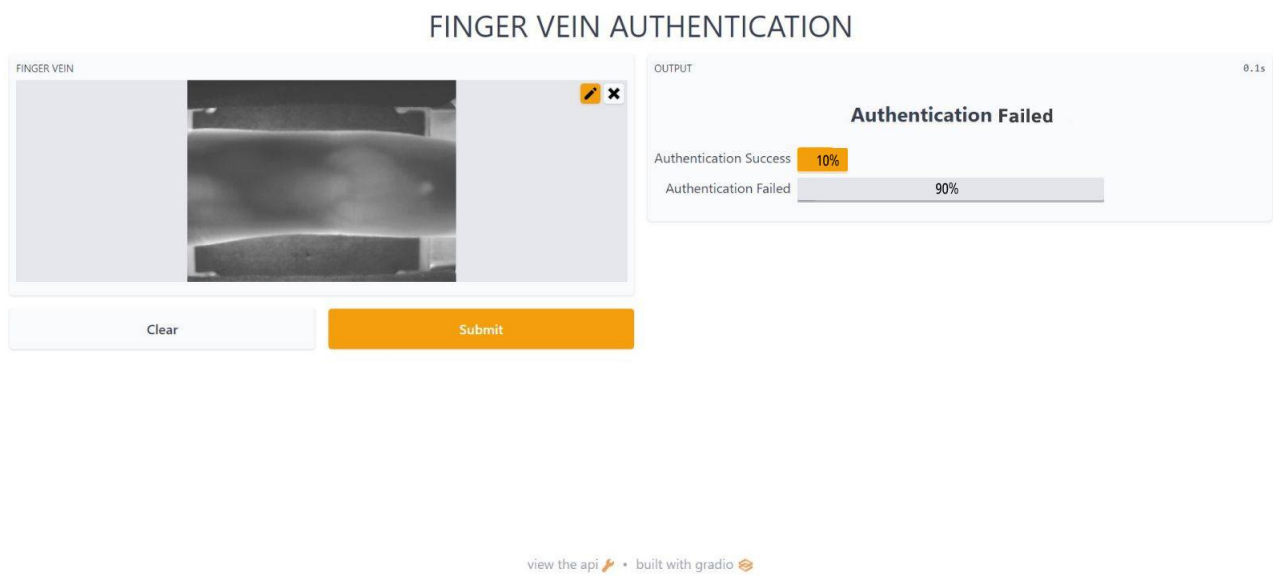 FINGER VEIN AUTHENTICATION
FINGER VEIN
OUTPUT 0.1s
Authentication Failed
Authentication Success 10%
Authentication Failed 90%
Clear Submit
view the api • built with gradio